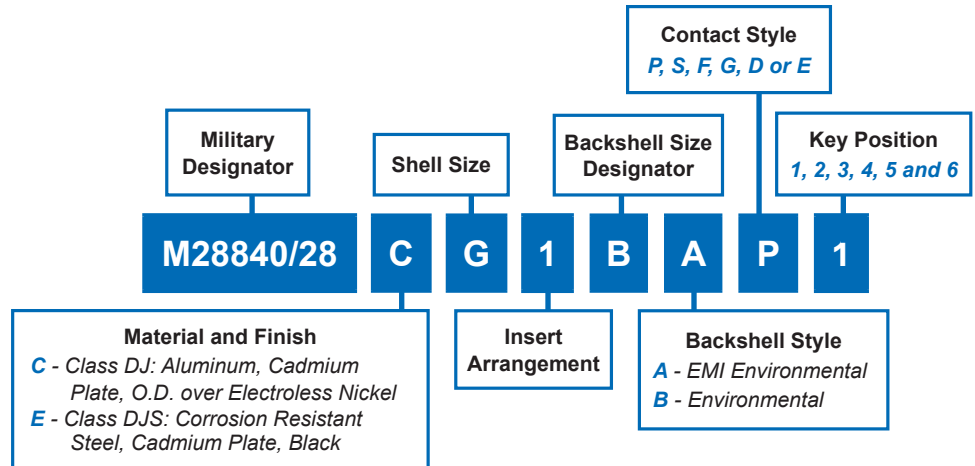 Contact Style
P, S, F, G, D or E
Military
Designator
Shell Size
Backshell Size
Designator
Key Position
1, 2, 3, 4, 5 and 6
M28840/28 C G 1 B A P 1
Material and Finish
C - Class DJ: Aluminum, Cadmium
Plate, O.D. over Electroless Nickel
E - Class DJS: Corrosion Resistant
Steel, Cadmium Plate, Black
Insert
Arrangement
Backshell Style
A - EMI Environmental
B - Environmental